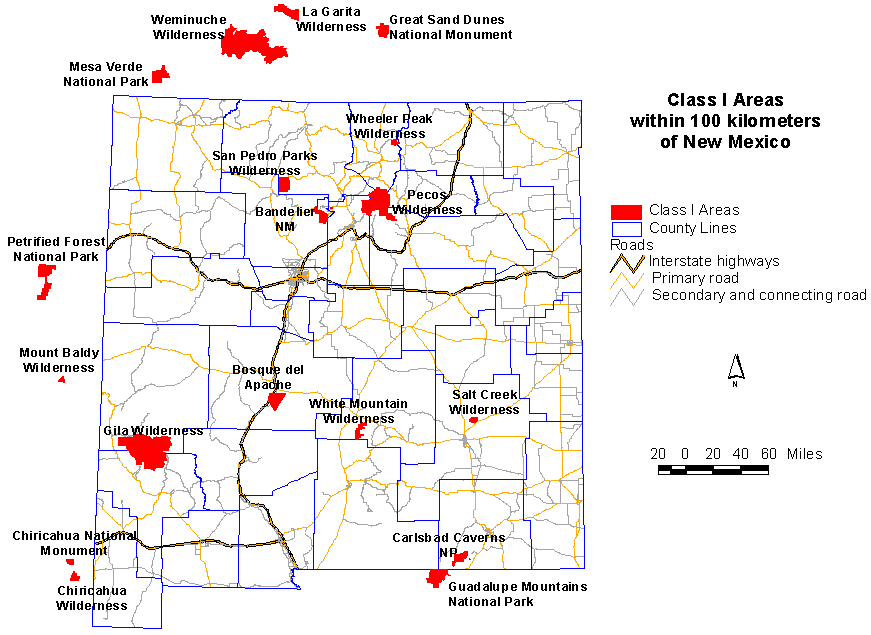 Weminuche
Wilderness
La Garita
Wilderness
Great Sand Dunes
National Monument
Mesa Verde
National Park
Class I Areas
within 100 kilometers
of New Mexico
Wheeler Peak
Wilderness
San Pedro Parks
Wilderness
Pecos
Wilderness
Bandelier
NM
Class I Areas
County Lines
Roads
Interstate highways
Primary road
Secondary and connecting road
Petrified Forest
National Park
Mount Baldy
Wilderness
Bosque del
Apache
N
White Mountain
Wilderness
Salt Creek
Wilderness
Gila Wilderness
20 0 20 40 60 Miles
Chiricahua National
Monument
Carlsbad Caverns
NP
Chiricahua
Wilderness
Guadalupe Mountains
National Park